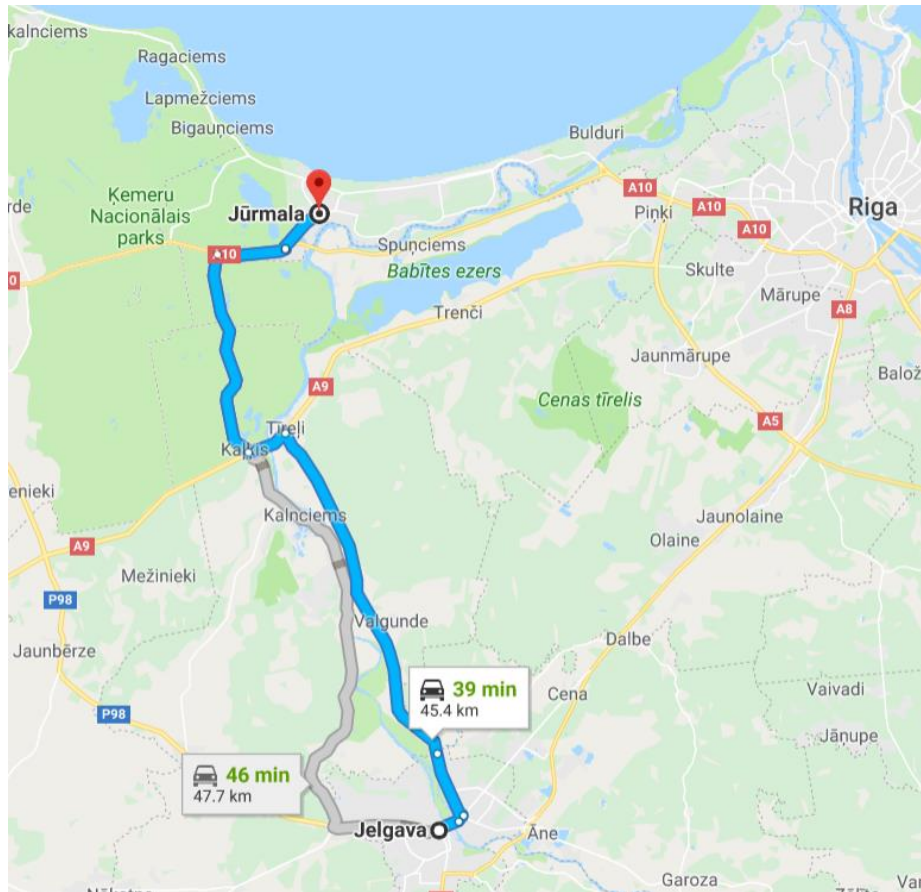 kalnciems
Ragaciems
Lapmežciems
Bigauņciems
Bulduri
Ķemeru
Nacionālais
parks
rde
Jūrmala
A10
Piņķi
A10
A10
Riga
A10
Spuņciems
Babītes ezers
Skulte
Mārupe
A8
Trenči
Jaunmārupe
Balož
A9
Cenas tīrelis
A5
Tīreļi
Kaļķis
enieki
Kalnciems
Jaunolaine
Olaine
A9
Mežinieki
P98
Valgunde
Jaunbērze
Dalbe
39 min
45.4 km
Cena
Vaivadi
P98
Jāņupe
46 min
47.7 km
Jelgava
Āne
Garoza